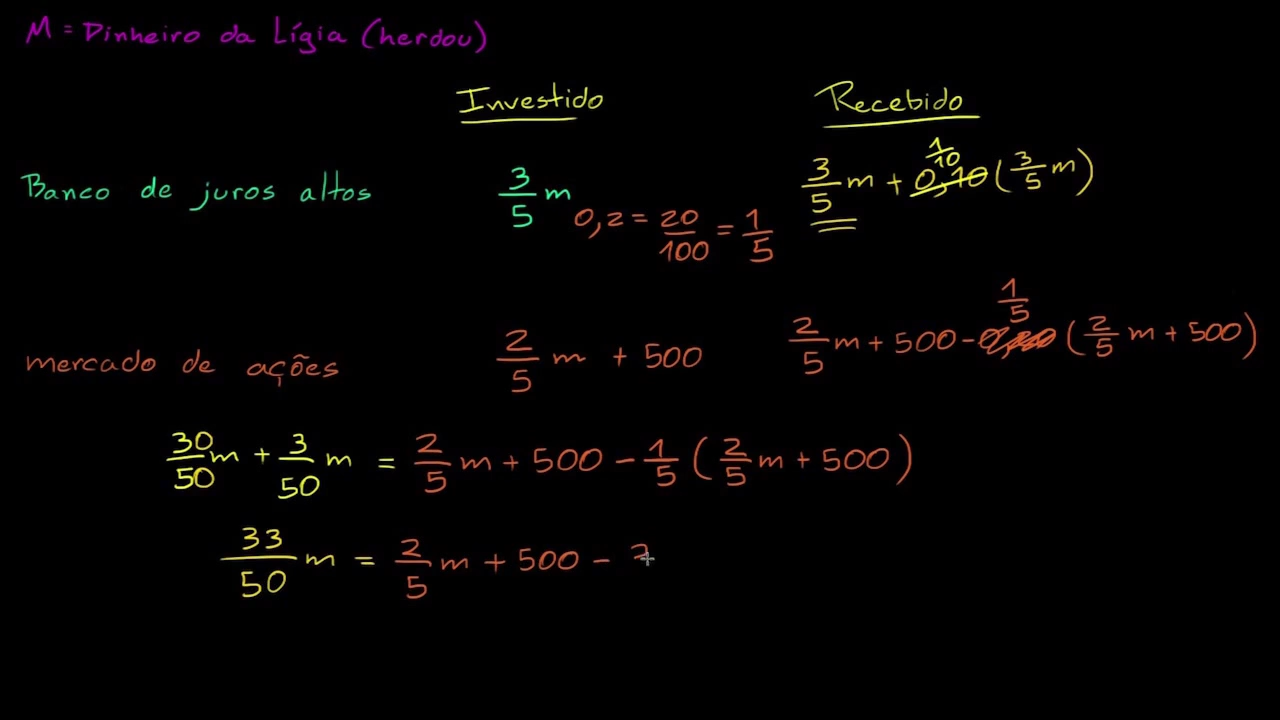 M = Dinheiro da Lígia (herdou)
Investido Recebido
Banco de juros altos 3/5 m 3/5 m + 0,10 1/10 (3/5 m)
0,2 = 20/100 = 1/5
mercado de ações 2/5 m + 500 2/5 m + 500 - 1/5 (2/5 m + 500)
30/50 m + 3/50 m = 2/5 m + 500 - 1/5 (2/5 m + 500)
33/50 m = 2/5 m + 500 -